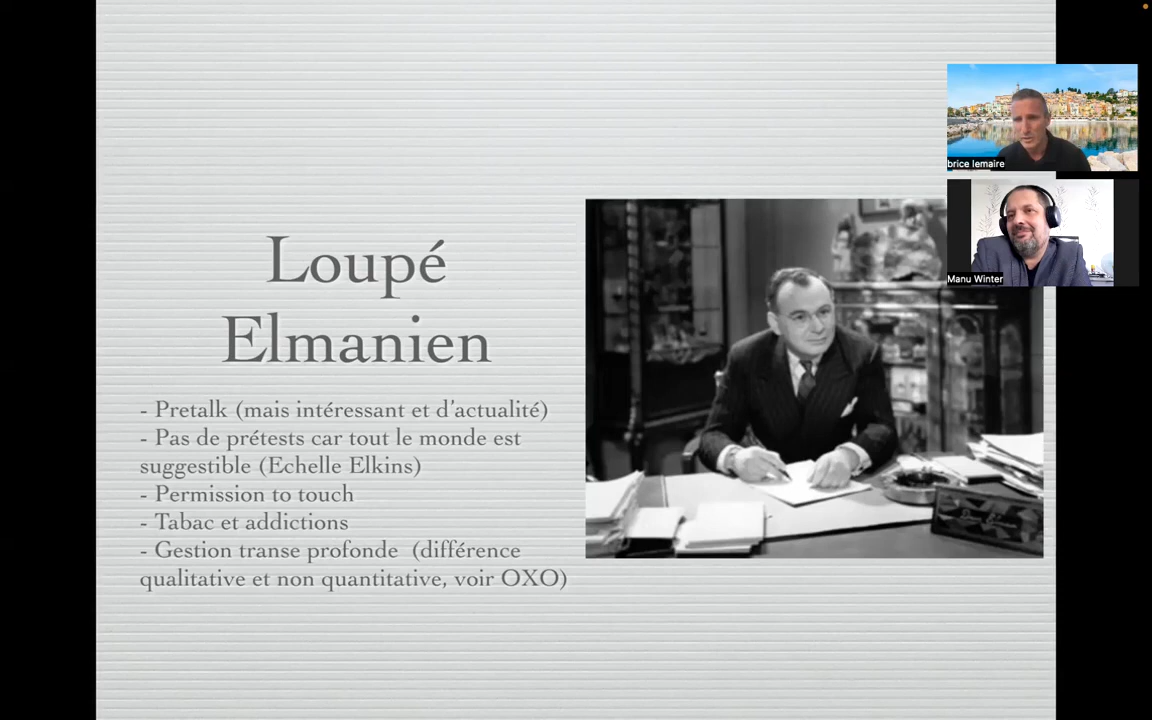 Loupé
Elmanien
- Pretalk (mais intéressant et d’actualité)
- Pas de prétests car tout le monde est
suggestible (Echelle Elkins)
- Permission to touch
- Tabac et addictions
- Gestion transe profonde  (différence
qualitative et non quantitative, voir OXO)
brice lemaire
Manu Winter